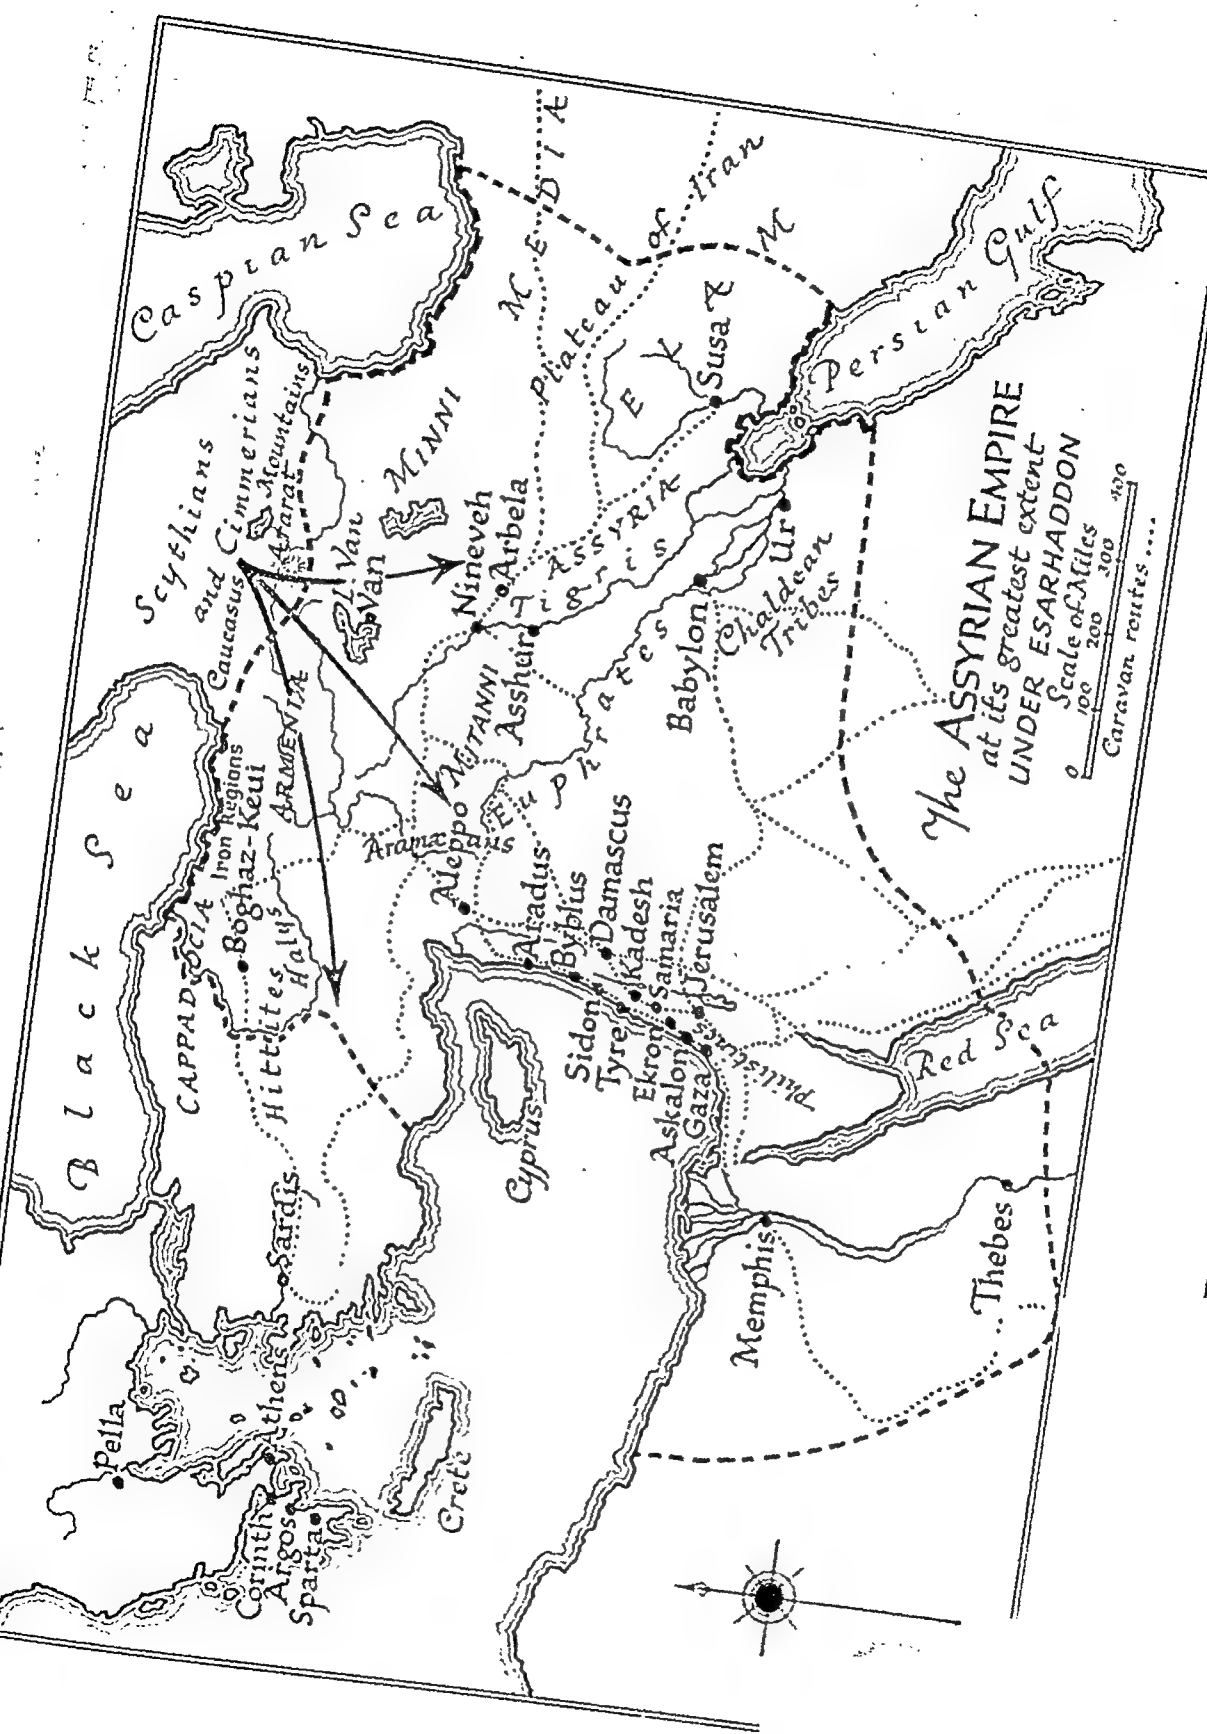 Black Sea
Caspian Sea
Scythians
and Cimmerians
Caucasus
Ararat Mountains
Pella
CAPPADOCIA
Iron Regions
Boghaz-Keui
ARMENIA
Hittites
Halys
L. Van
Van
MINNI
MEDIÆ
M
Sardis
Athens
Corinth
Argos
Sparta
Crete
Cyprus
Aramæans
Aleppo
MITANNI
Nineveh
Arbela
Asshur
ASSYRIA
Tigris
Euphrates
Plateau of Iran
ELAM
Susa
Babylon
Chaldean
Tribes
Ur
Persian Gulf
Aradus
Byblus
Damascus
Sidon
Kadesh
Tyre
Samaria
Ekron
Jerusalem
Askalon
Gaza
Philistines
Memphis
Thebes
Red Sea
The ASSYRIAN EMPIRE
at its greatest extent
UNDER ESARHADDON
Scale of Miles
0 100 200 300 400
Caravan routes ....